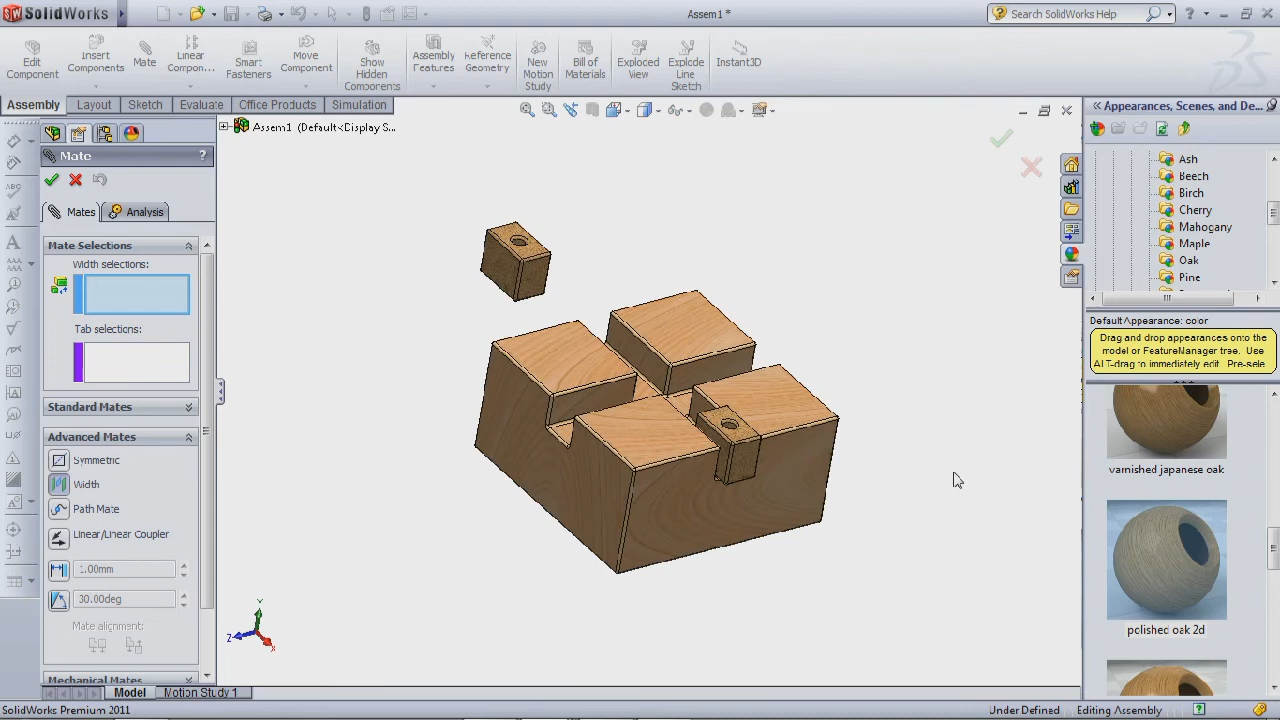 SolidWorks
Assem1 *
Search SolidWorks Help
Edit Component
Insert Components
Mate
Linear Compon...
Smart Fasteners
Move Component
Show Hidden Components
Assembly Features
Reference Geometry
New Motion Study
Bill of Materials
Exploded View
Explode Line Sketch
Instant3D
Assembly
Layout
Sketch
Evaluate
Office Products
Simulation
Assem1 (Default<Display S...
Appearances, Scenes, and De...
Mate
?
Mates
Analysis
Mate Selections
Width selections:
Tab selections:
Standard Mates
Advanced Mates
Symmetric
Width
Path Mate
Linear/Linear Coupler
1.00mm
30.00deg
Mate alignment:
Mechanical Mates
Y
Z
X
Ash
Beech
Birch
Cherry
Mahogany
Maple
Oak
Pine
Default Appearance: color
Drag and drop appearances onto the
model or FeatureManager tree. Use
ALT-drag to immediately edit. Pre-sele
varnished japanese oak
polished oak 2d
Model
Motion Study 1
SolidWorks Premium 2011
Under Defined
Editing Assembly